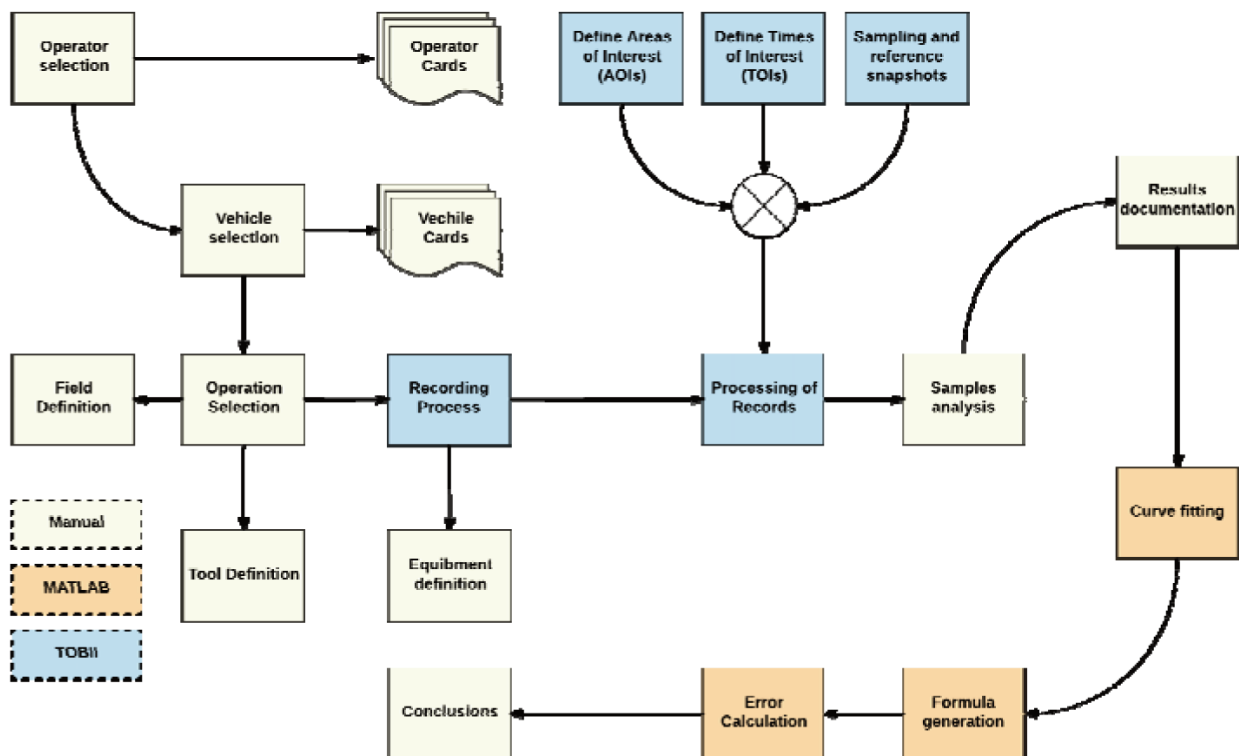 Operator
selection
Operator
Cards
Define Areas
of Interest
(AOIs)
Define Times
of Interest
(TOIs)
Sampling and
reference
snapshots
Vehicle
selection
Vechile
Cards
Results
documentation
Field
Definition
Operation
Selection
Recording
Process
Processing of
Records
Samples
analysis
Manual
MATLAB
TOBII
Tool Definition
Equibment
definition
Curve fitting
Conclusions
Error
Calculation
Formula
generation